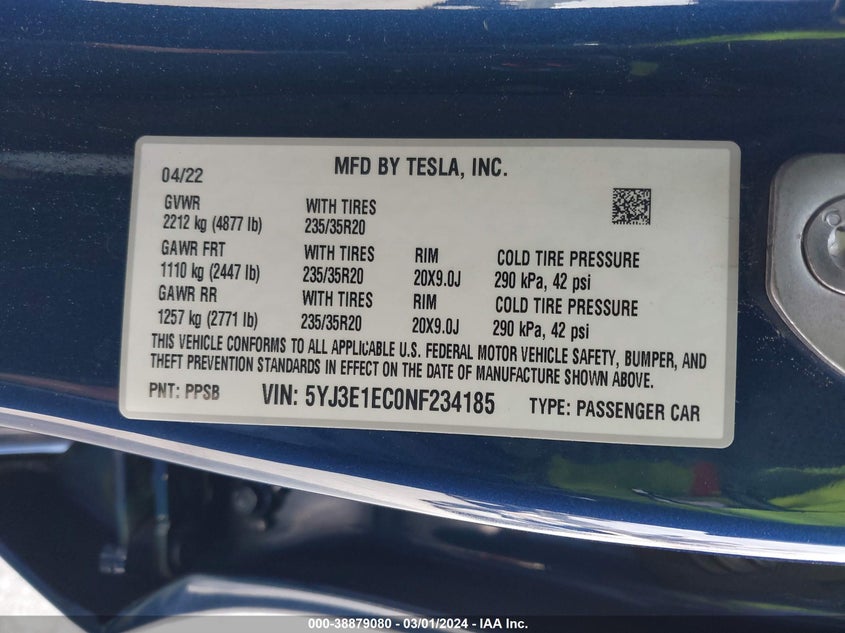 04/22 MFD BY TESLA, INC.
GVWR WITH TIRES
2212 kg (4877 lb) 235/35R20
GAWR FRT WITH TIRES RIM COLD TIRE PRESSURE
1110 kg (2447 lb) 235/35R20 20X9.0J 290 kPa, 42 psi
GAWR RR WITH TIRES RIM COLD TIRE PRESSURE
1257 kg (2771 lb) 235/35R20 20X9.0J 290 kPa, 42 psi
THIS VEHICLE CONFORMS TO ALL APPLICABLE U.S. FEDERAL MOTOR VEHICLE SAFETY, BUMPER, AND
THEFT PREVENTION STANDARDS IN EFFECT ON THE DATE OF MANUFACTURE SHOWN ABOVE.
PNT: PPSB VIN: 5YJ3E1EC0NF234185 TYPE: PASSENGER CAR
000-38879080 - 03/01/2024 - IAA Inc.